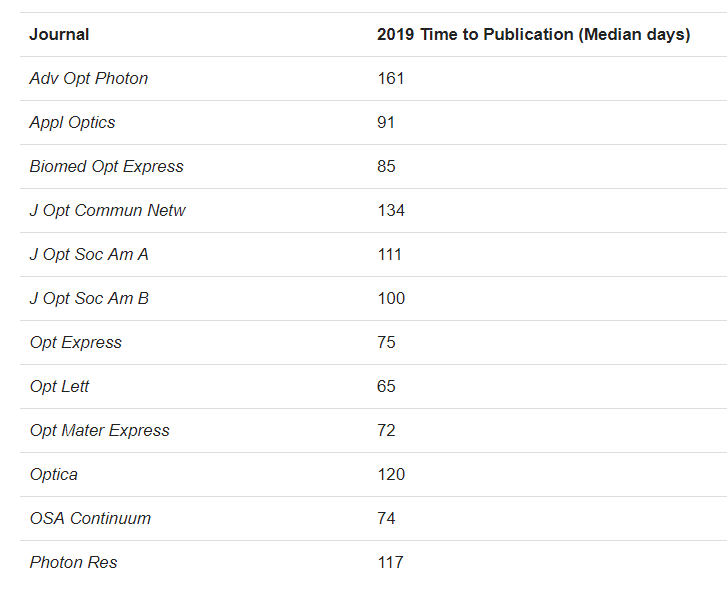 Journal 2019 Time to Publication (Median days)
Adv Opt Photon 161
Appl Optics 91
Biomed Opt Express 85
J Opt Commun Netw 134
J Opt Soc Am A 111
J Opt Soc Am B 100
Opt Express 75
Opt Lett 65
Opt Mater Express 72
Optica 120
OSA Continuum 74
Photon Res 117